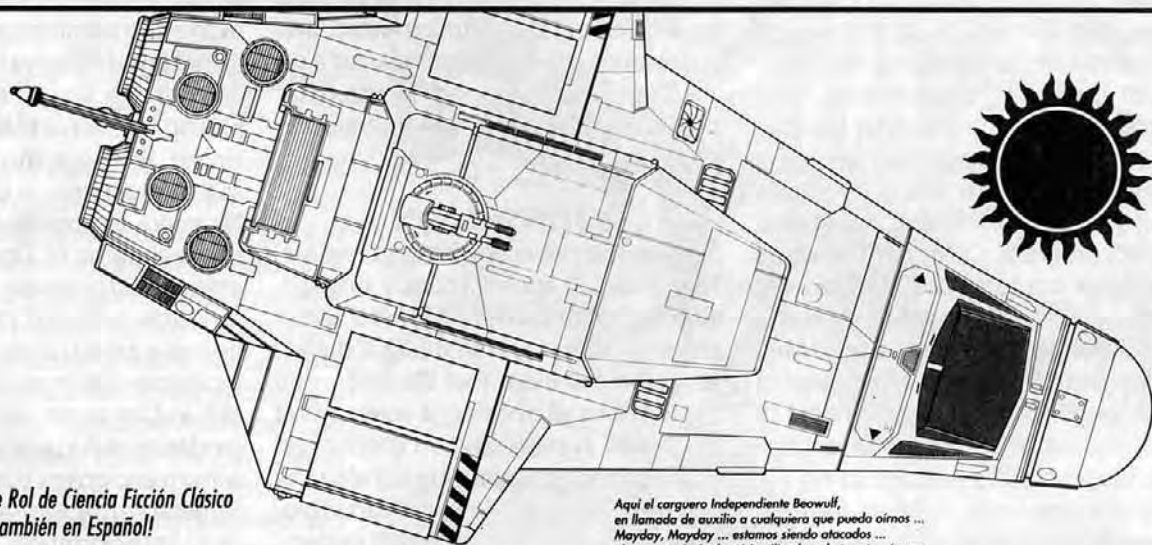 e Rol de Ciencia Ficción Clásico
ambién en Español!
Aquí el carguero Independiente Beowulf,
en llamada de auxilio a cualquiera que pueda oírnos ...
Mayday, Mayday ... estamos siendo atacados ...